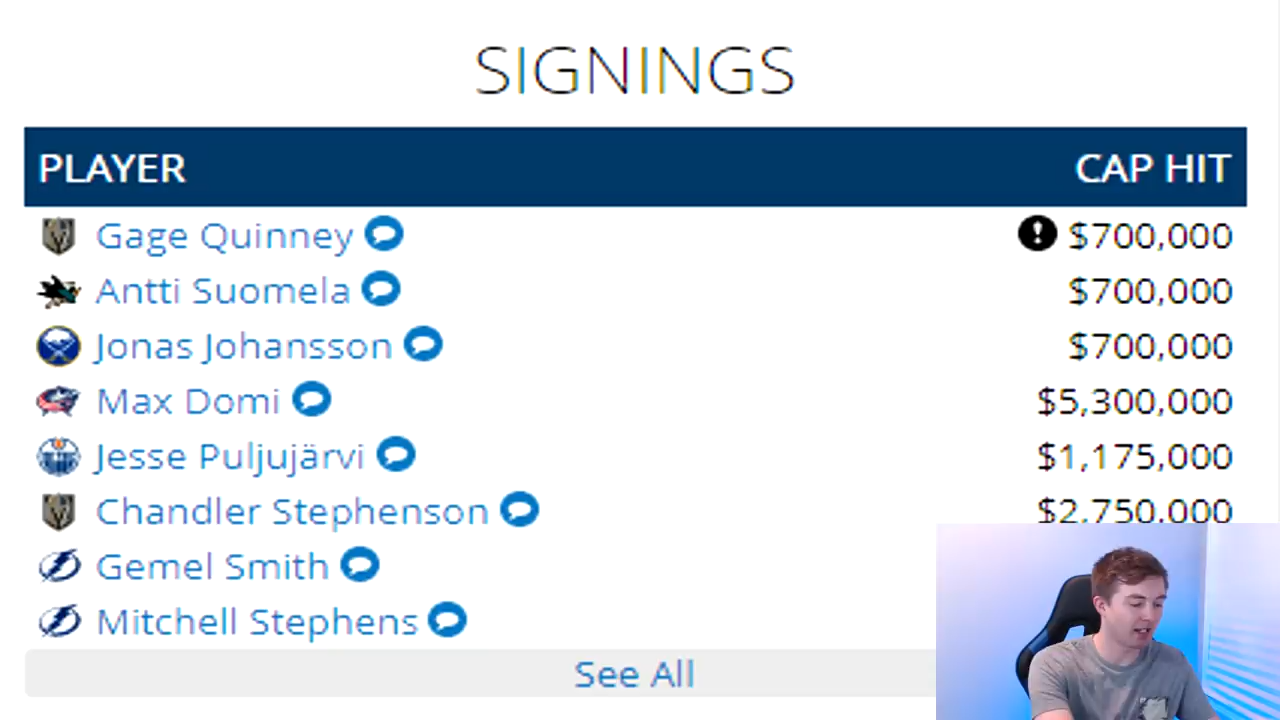 SIGNINGS
PLAYER CAP HIT
Gage Quinney $700,000
Antti Suomela $700,000
Jonas Johansson $700,000
Max Domi $5,300,000
Jesse Puljujärvi $1,175,000
Chandler Stephenson $2,750,000
Gemel Smith
Mitchell Stephens
See All